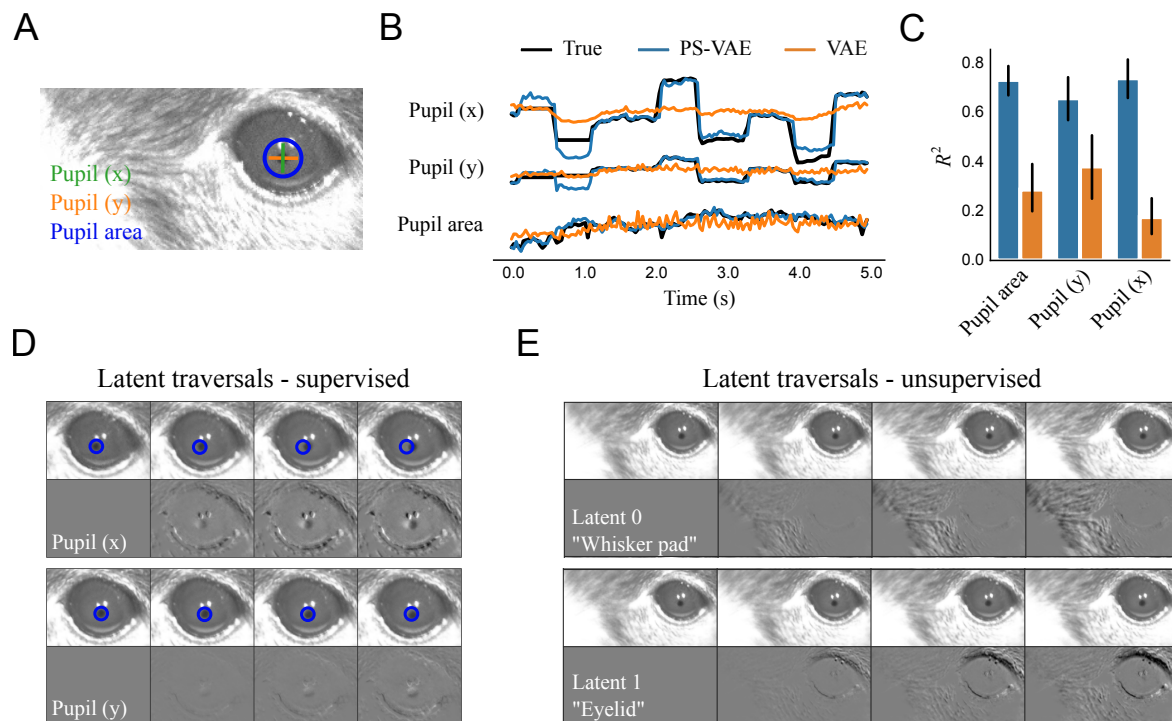 A
Pupil (x)
Pupil (y)
Pupil area
B
True PS-VAE VAE
Pupil (x)
Pupil (y)
Pupil area
0.0 1.0 2.0 3.0 4.0 5.0
Time (s)
C
0.8
0.6
0.4
0.2
0.0
R²
Pupil area
Pupil (y)
Pupil (x)
D
Latent traversals - supervised
Pupil (x)
Pupil (y)
E
Latent traversals - unsupervised
Latent 0
"Whisker pad"
Latent 1
"Eyelid"